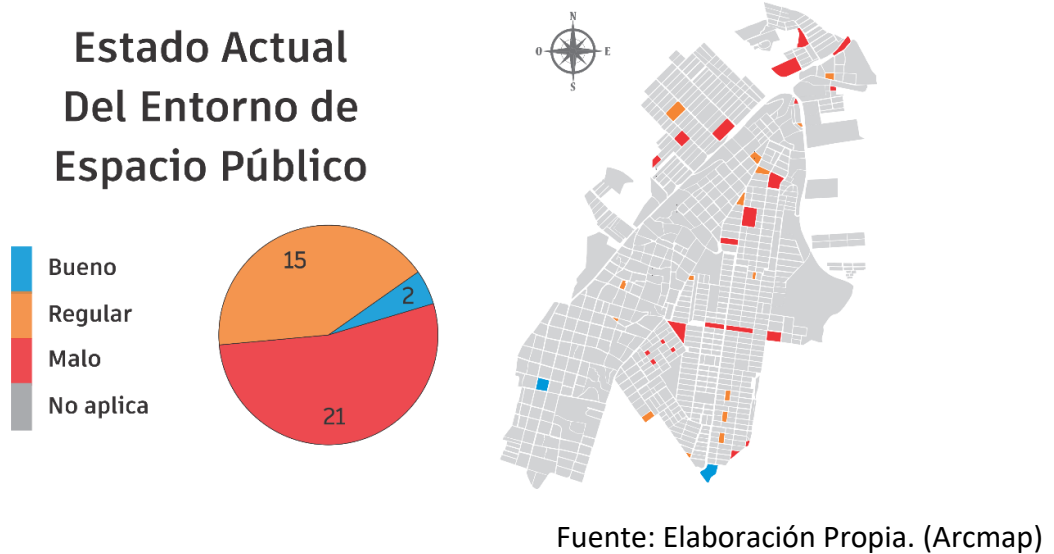 Estado Actual
Del Entorno de
Espacio Público
Bueno
Regular
Malo
No aplica
15
2
21
N
O
E
S
Fuente: Elaboración Propia. (Arcmap)